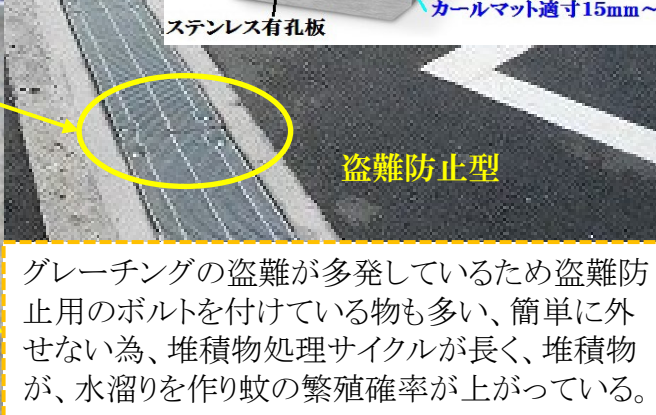 カールマット適寸15mm～
ステンレス有孔板
盗難防止型
グレーチングの盗難が多発しているため盗難防
止用のボルトを付けている物も多い、簡単に外
せない為、堆積物処理サイクルが長く、堆積物
が、水溜りを作り蚊の繁殖確率が上がっている。